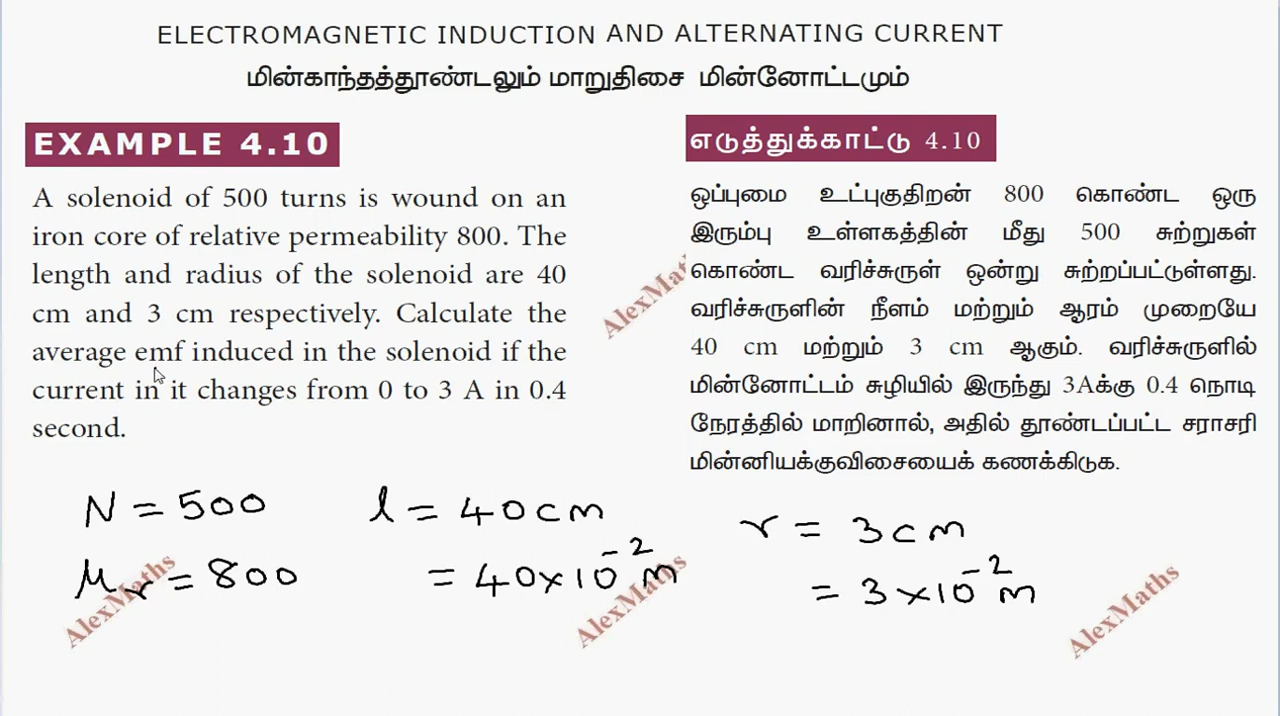 ELECTROMAGNETIC INDUCTION AND ALTERNATING CURRENT
மின்காந்தத்தூண்டலும் மாறுதிசை மின்னோட்டமும்
EXAMPLE 4.10
A solenoid of 500 turns is wound on an
iron core of relative permeability 800. The
length and radius of the solenoid are 40
cm and 3 cm respectively. Calculate the
average emf induced in the solenoid if the
current in it changes from 0 to 3 A in 0.4
second.
எடுத்துக்காட்டு 4.10
ஒப்புமை உட்புகுதிறன் 800 கொண்ட ஒரு
இரும்பு உள்ளகத்தின் மீது 500 சுற்றுகள்
கொண்ட வரிச்சுருள் ஒன்று சுற்றப்பட்டுள்ளது.
வரிச்சுருளின் நீளம் மற்றும் ஆரம் முறையே
40 cm மற்றும் 3 cm ஆகும். வரிச்சுருளில்
மின்னோட்டம் சுழியில் இருந்து 3Aக்கு 0.4 நொடி
நேரத்தில் மாறினால், அதில் தூண்டப்பட்ட சராசரி
மின்னியக்குவிசையைக் கணக்கிடுக.
AlexMaths
N = 500
μr = 800
l = 40cm
= 40×10⁻² m
r = 3cm
= 3×10⁻² m
AlexMaths
AlexMaths
AlexMaths